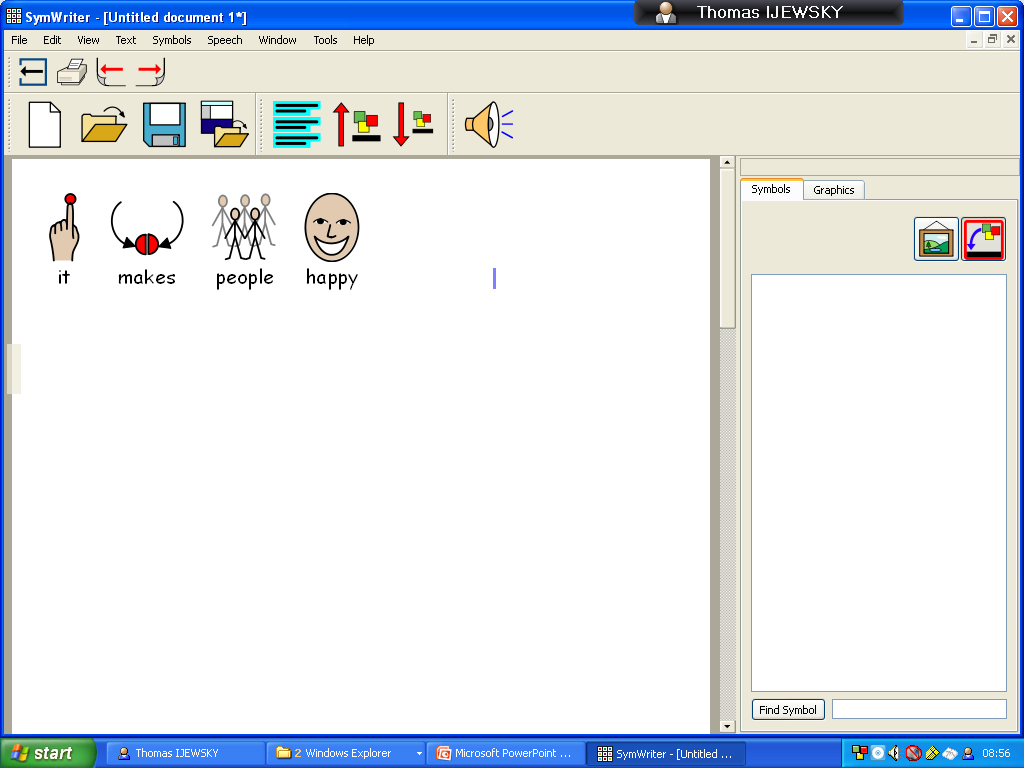 SymWriter - [Untitled document 1*]
Thomas IJEWSKY
File Edit View Text Symbols Speech Window Tools Help
it makes people happy
Symbols Graphics
Find Symbol
start Thomas IJEWSKY 2 Windows Explorer Microsoft PowerPoint ... SymWriter - [Untitled ... 08:56